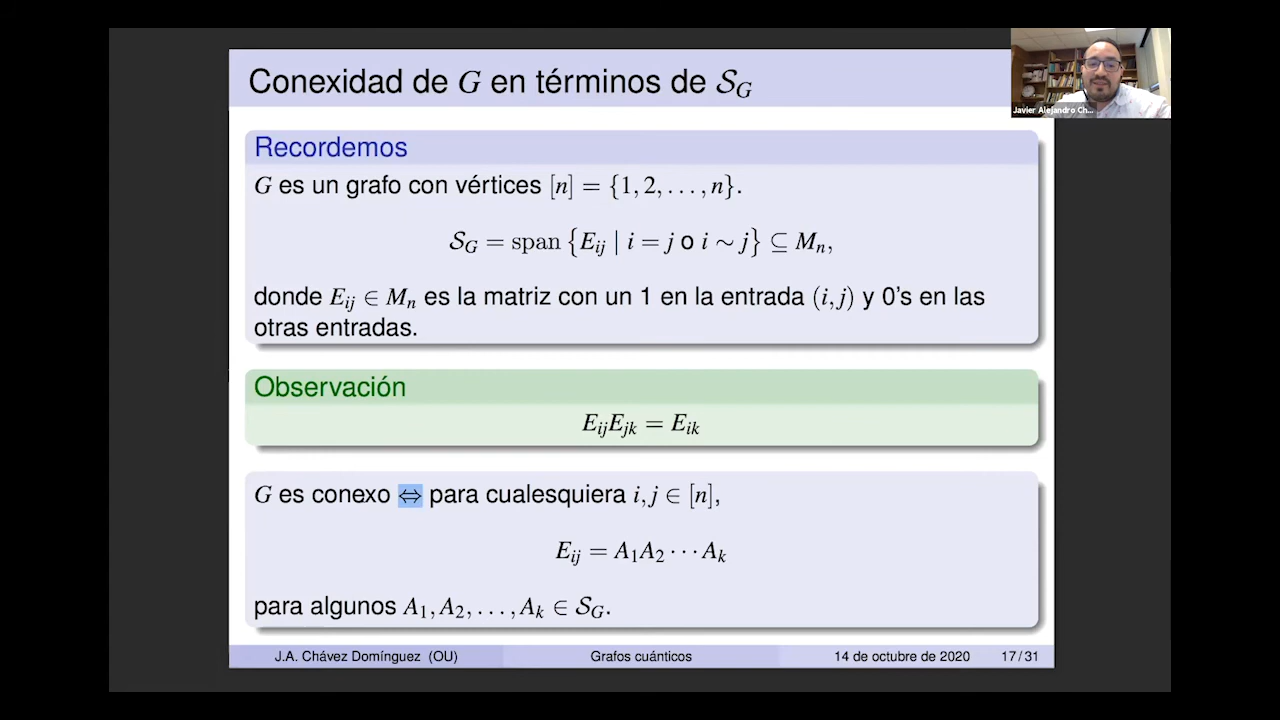 Conexidad de G en términos de 𝒮_G
Javier Alejandro Ch...
Recordemos
G es un grafo con vértices [n] = {1, 2, . . . , n}.
𝒮_G = span {E_ij | i = j o i ∼ j} ⊆ M_n,
donde E_ij ∈ M_n es la matriz con un 1 en la entrada (i, j) y 0's en las
otras entradas.
Observación
E_ij E_jk = E_ik
G es conexo ⇔ para cualesquiera i, j ∈ [n],
E_ij = A_1 A_2 · · · A_k
para algunos A_1, A_2, . . . , A_k ∈ 𝒮_G.
J.A. Chávez Domínguez (OU) Grafos cuánticos 14 de octubre de 2020 17 / 31